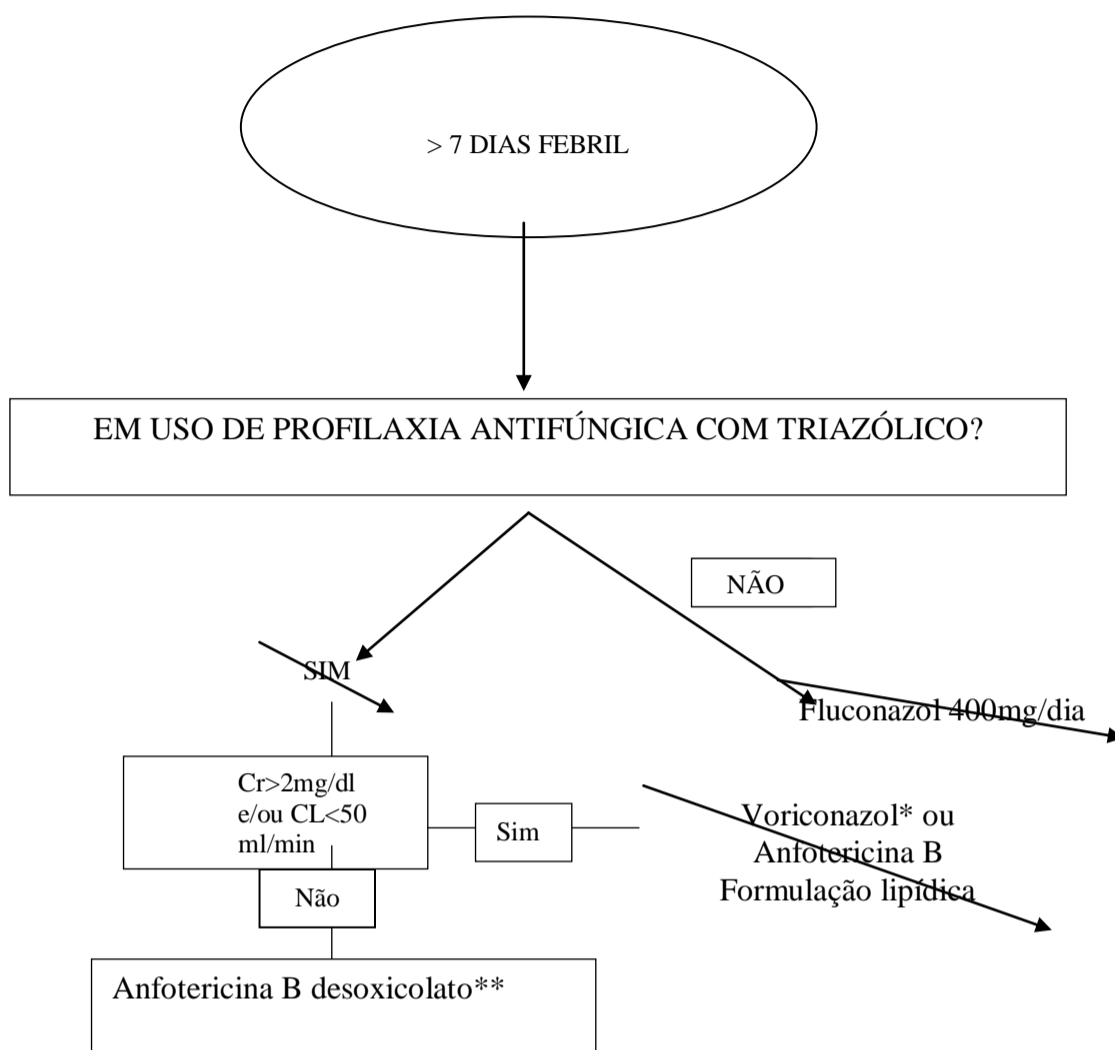 > 7 DIAS FEBRIL
EM USO DE PROFILAXIA ANTIFÚNGICA COM TRIAZÓLICO?
NÃO
SIM
Fluconazol 400mg/dia
Cr>2mg/dl
e/ou CL<50
ml/min
Sim
Voriconazol* ou
Anfotericina B
Formulação lipídica
Não
Anfotericina B desoxicolato**